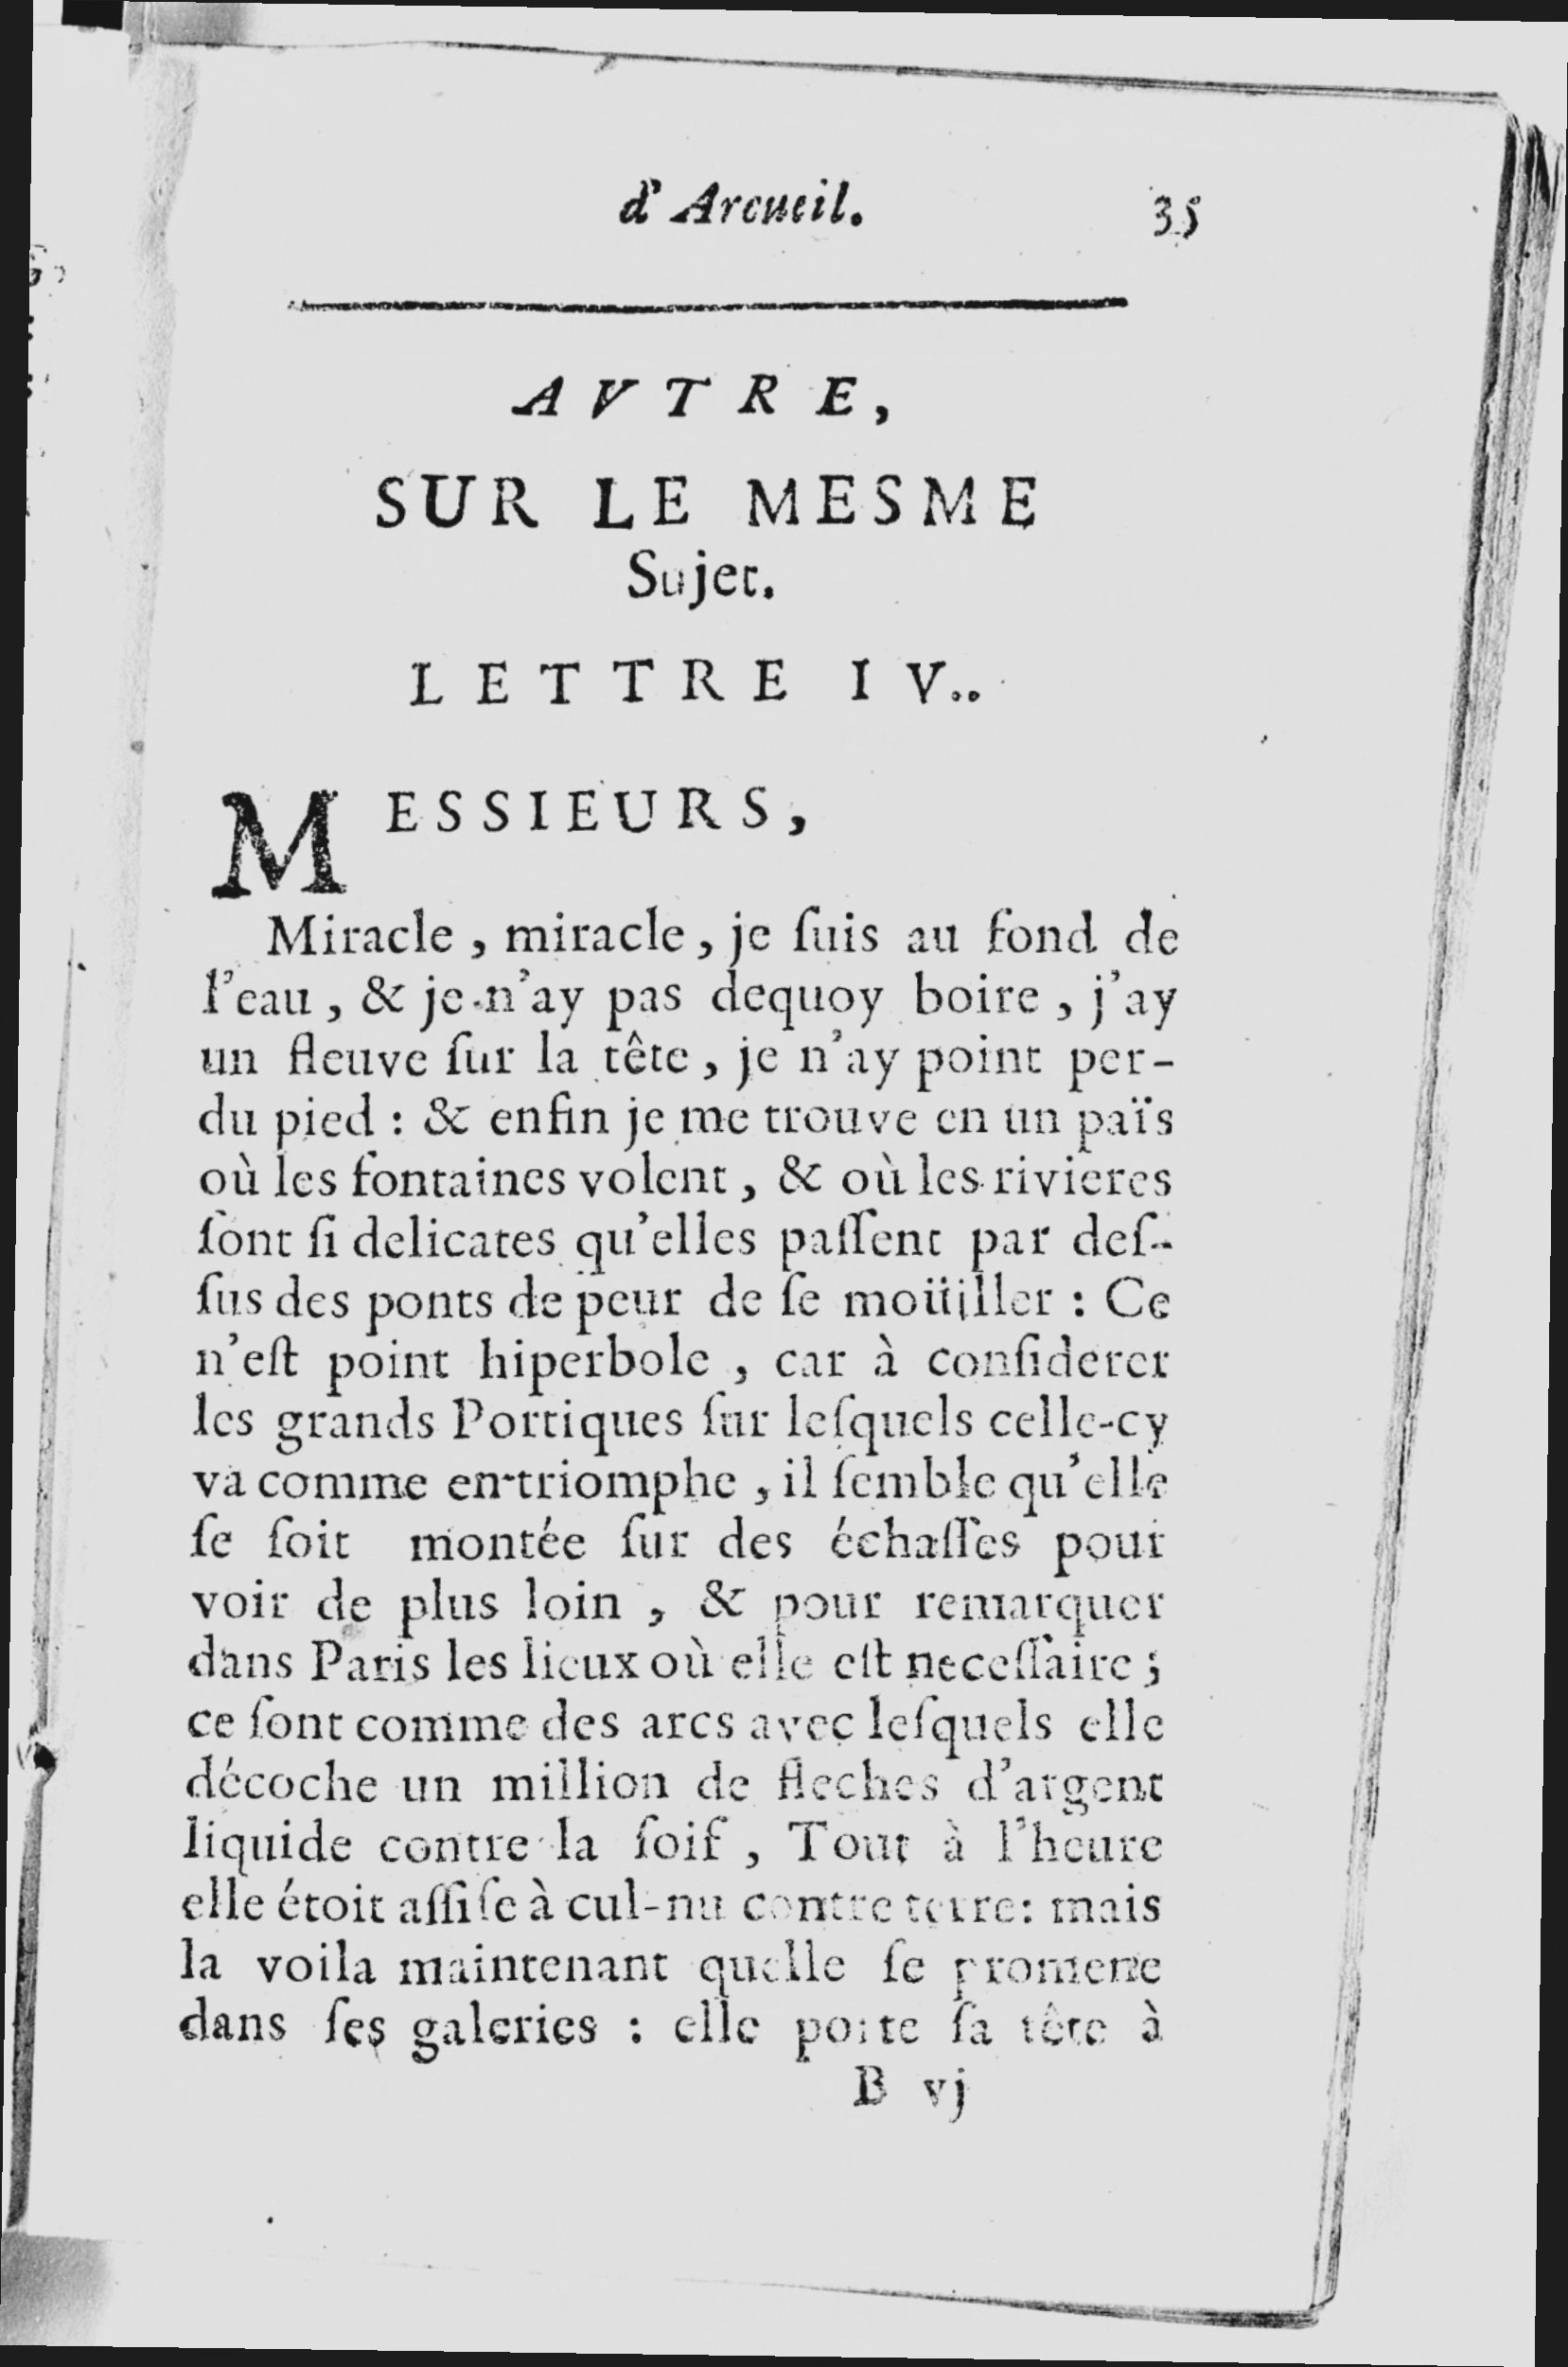 d'Arcueil. 35
AVTRE,
SUR LE MESME
Sujet.
LETTRE IV..
MESSIEURS,
Miracle, miracle, je ſuis au fond de
l'eau, & je n'ay pas dequoy boire, j'ay
un fleuve ſur la tête, je n'ay point per-
du pied : & enfin je me trouve en un païs
où les fontaines volent, & où les rivieres
ſont ſi delicates qu'elles paſſent par deſ-
ſus des ponts de peur de ſe moüiller : Ce
n'eſt point hiperbole, car à conſiderer
les grands Portiques ſur leſquels celle-cy
va comme en triomphe, il ſemble qu'elle
ſe ſoit montée ſur des échaſſes pour
voir de plus loin, & pour remarquer
dans Paris les lieux où elle eſt neceſſaire ;
ce ſont comme des arcs avec leſquels elle
décoche un million de fleches d'argent
liquide contre la ſoif, Tout à l'heure
elle étoit aſſiſe à cul-nu contre terre: mais
la voila maintenant quelle ſe promene
dans ſes galeries : elle porte ſa tête à
B vj